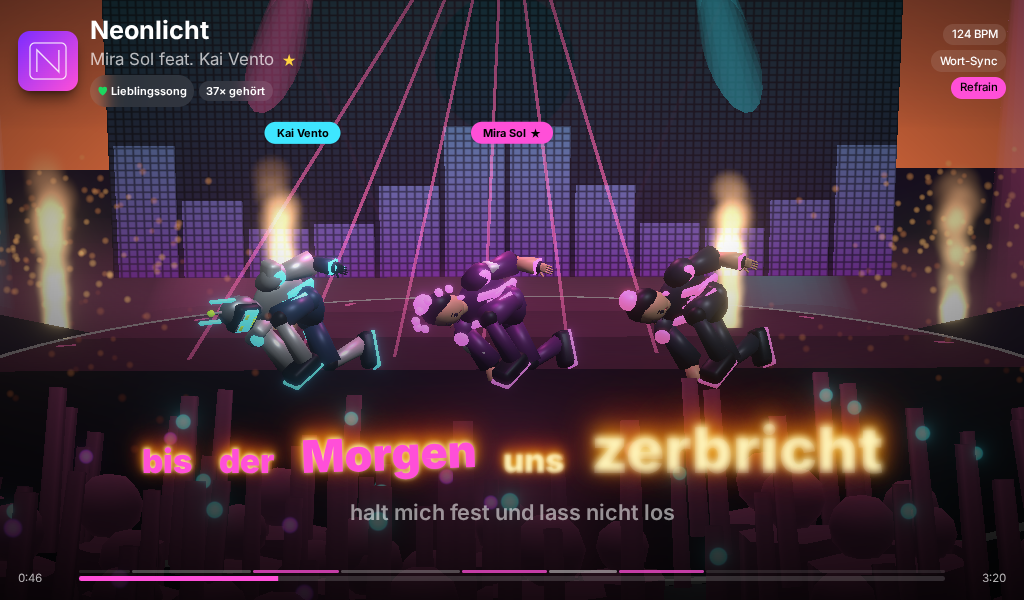 Neonlicht
Mira Sol feat. Kai Vento ★
Lieblingssong
37× gehört
124 BPM
Wort-Sync
Refrain
N
Kai Vento
Mira Sol ★
bis der Morgen uns zerbricht
halt mich fest und lass nicht los
0:46
3:20